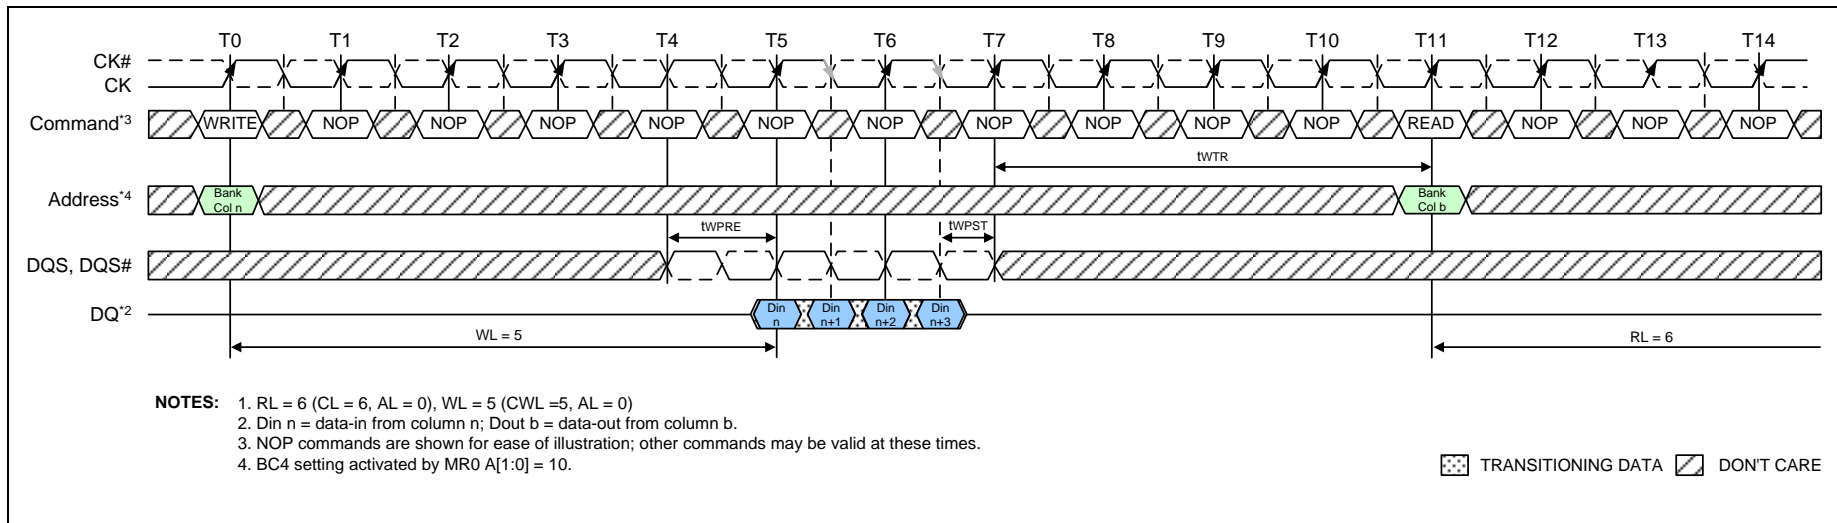 T0 T1 T2 T3 T4 T5 T6 T7 T8 T9 T10 T11 T12 T13 T14
CK#
CK
Command*3 WRITE NOP NOP NOP NOP NOP NOP NOP NOP NOP NOP READ NOP NOP NOP
tWTR
Address*4 Bank Col n Bank Col b
tWPRE tWPST
DQS, DQS#
DQ*2 Din n Din n+1 Din n+2 Din n+3
WL = 5 RL = 6
NOTES: 1. RL = 6 (CL = 6, AL = 0), WL = 5 (CWL =5, AL = 0)
2. Din n = data-in from column n; Dout b = data-out from column b.
3. NOP commands are shown for ease of illustration; other commands may be valid at these times.
4. BC4 setting activated by MR0 A[1:0] = 10.
TRANSITIONING DATA DON'T CARE